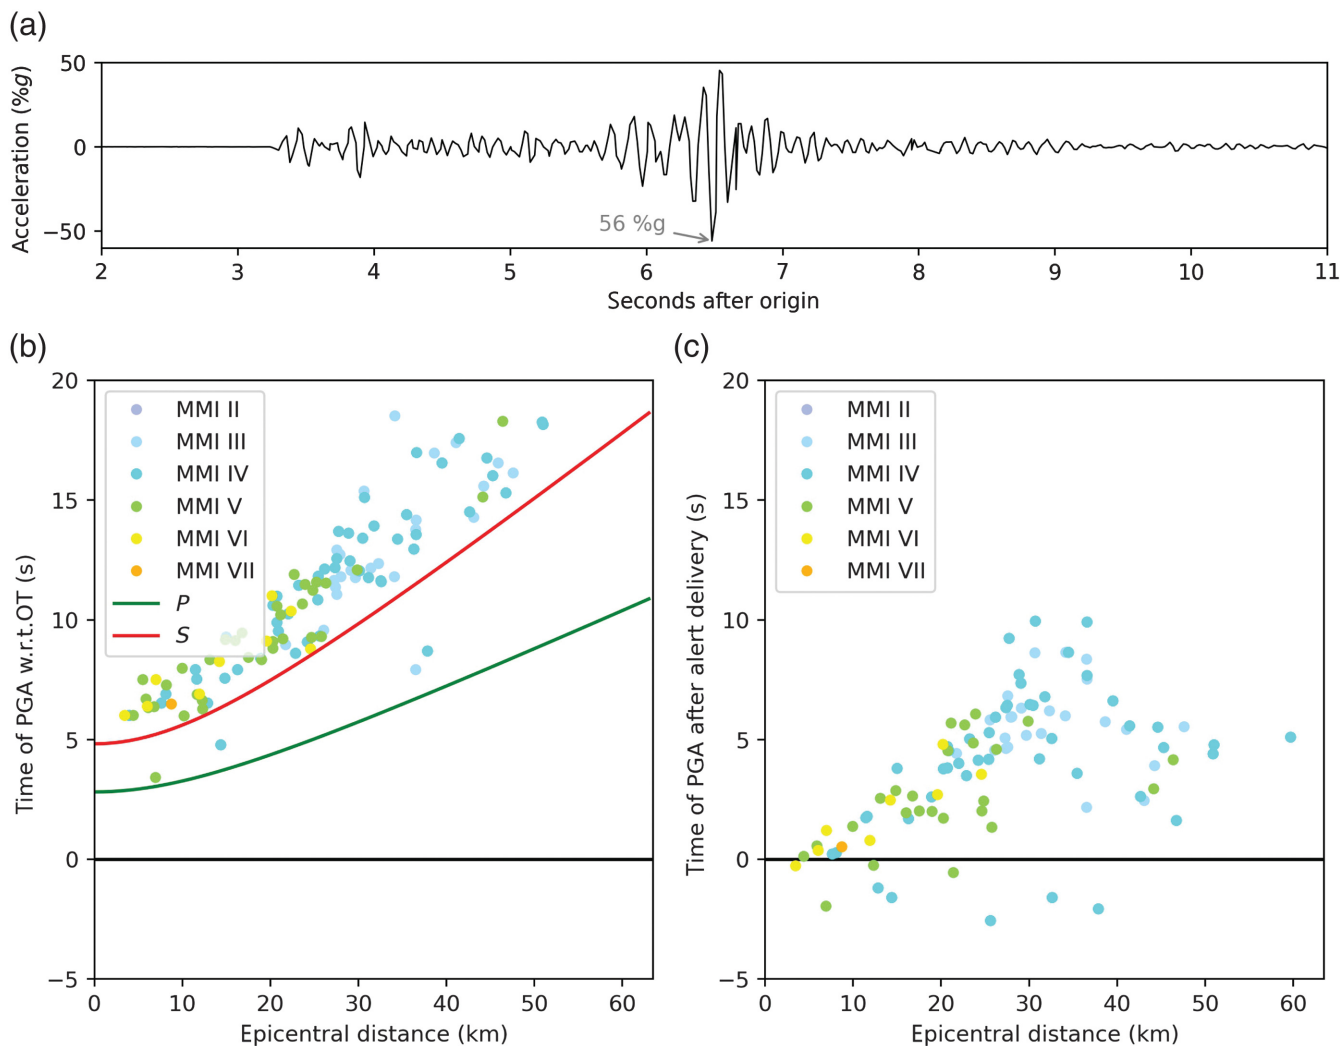 (a)
Acceleration (%g)
50
0
−50
56 %g
2 3 4 5 6 7 8 9 10 11
Seconds after origin
(b)
Time of PGA w.r.t.OT (s)
20
15
10
5
0
−5
MMI II
MMI III
MMI IV
MMI V
MMI VI
MMI VII
P
S
0 10 20 30 40 50 60
Epicentral distance (km)
(c)
Time of PGA after alert delivery (s)
20
15
10
5
0
−5
MMI II
MMI III
MMI IV
MMI V
MMI VI
MMI VII
0 10 20 30 40 50 60
Epicentral distance (km)